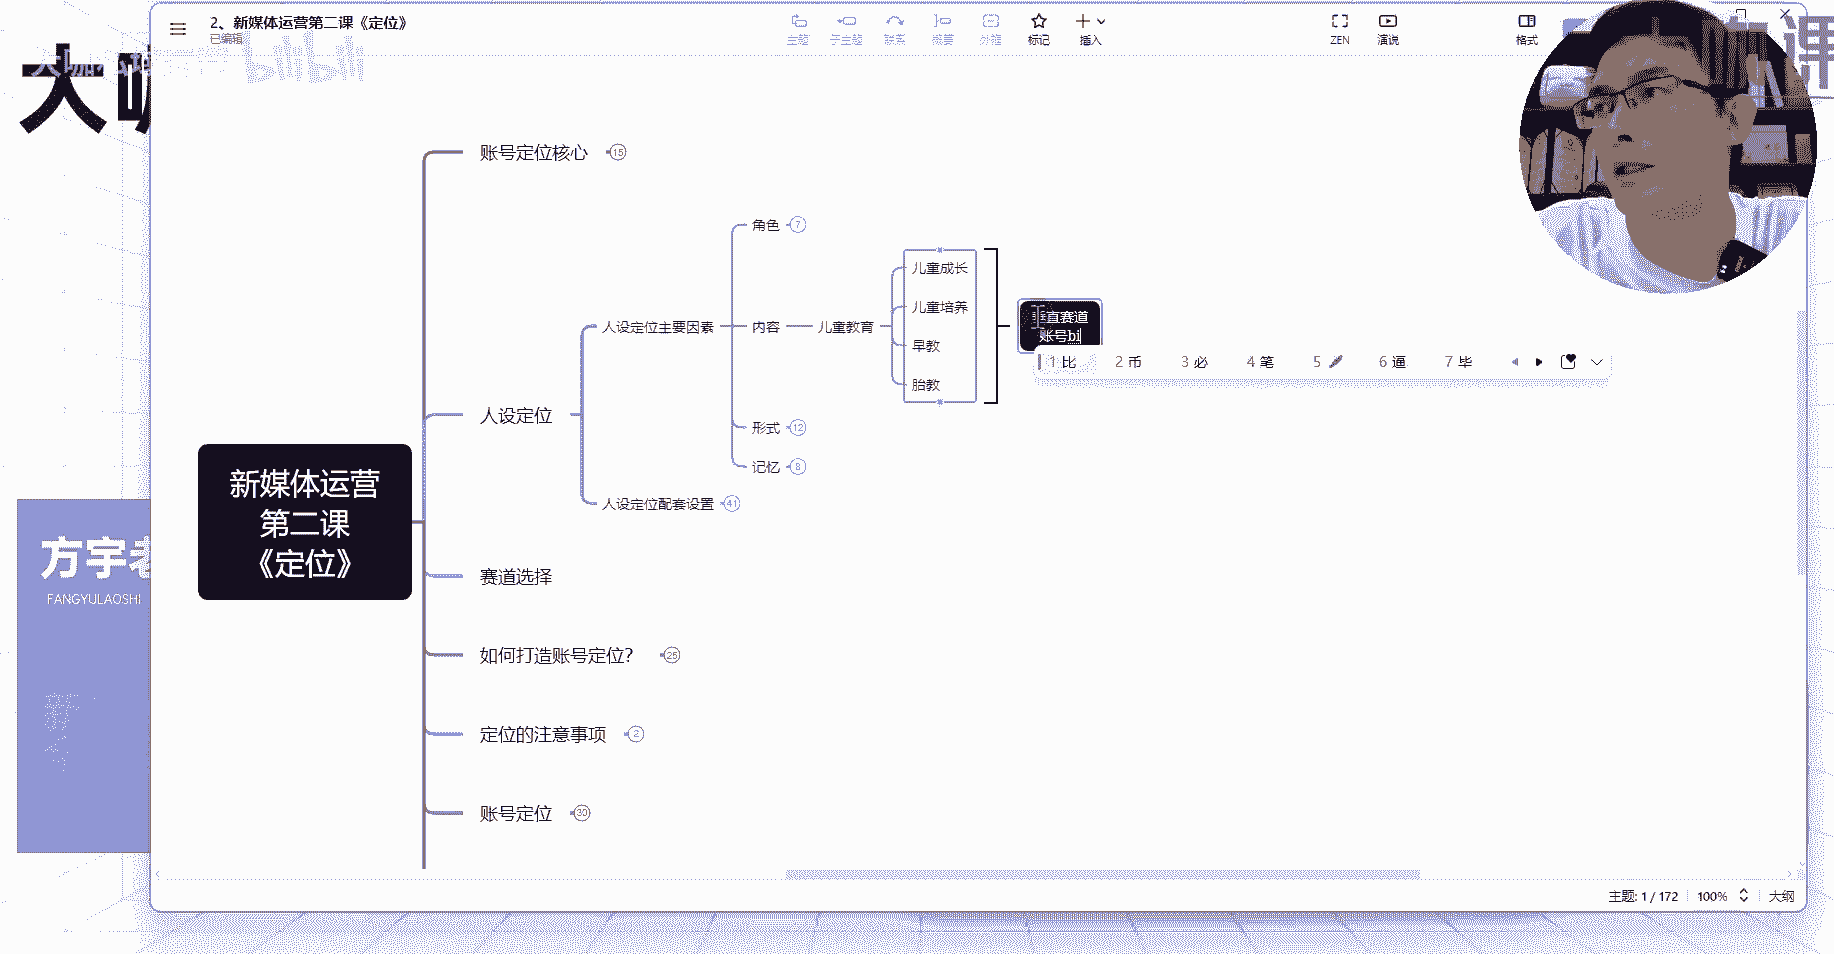 2、新媒体运营第二课《定位》
已编辑
主题
子主题
联系
概要
外框
标记
插入
ZEN
演说
格式
大咖
bilibili
课
账号定位核心 15
角色 7
儿童成长
儿童培养
人设定位主要因素
内容
儿童教育
早教
胎教
垂直赛道
账号bi
1 比 2 币 3 必 4 笔 5 6 逼 7 毕
人设定位
形式 12
记忆 8
人设定位配套设置 41
新媒体运营
第二课
《定位》
赛道选择
如何打造账号定位? 25
定位的注意事项 2
账号定位 30
方宇老
FANGYULAOSHI
主题: 1 / 172
100%
大纲